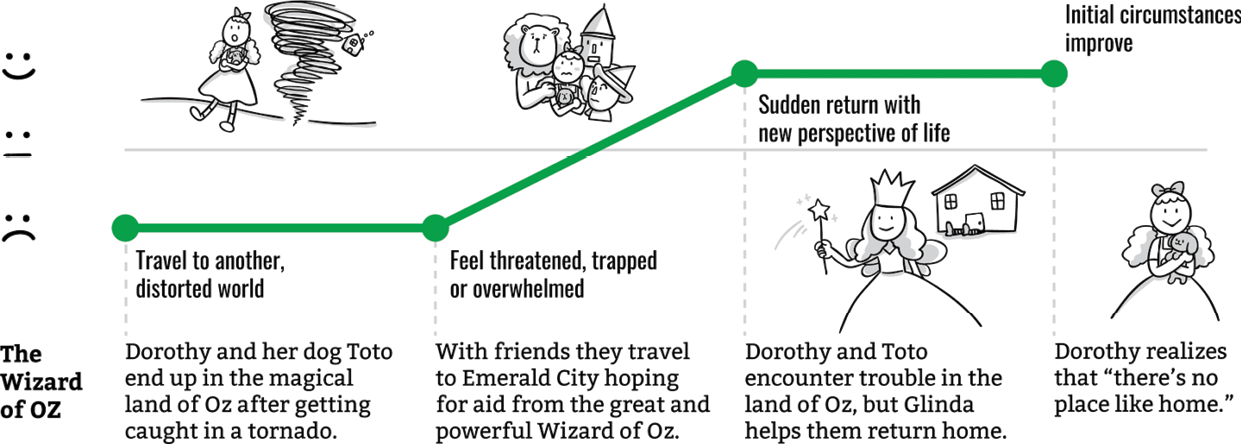 Initial circumstances
improve
Sudden return with
new perspective of life
Travel to another,
distorted world
Feel threatened, trapped
or overwhelmed
The
Wizard
of OZ
Dorothy and her dog Toto
end up in the magical
land of Oz after getting
caught in a tornado.
With friends they travel
to Emerald City hoping
for aid from the great and
powerful Wizard of Oz.
Dorothy and Toto
encounter trouble in the
land of Oz, but Glinda
helps them return home.
Dorothy realizes
that “there’s no
place like home.”